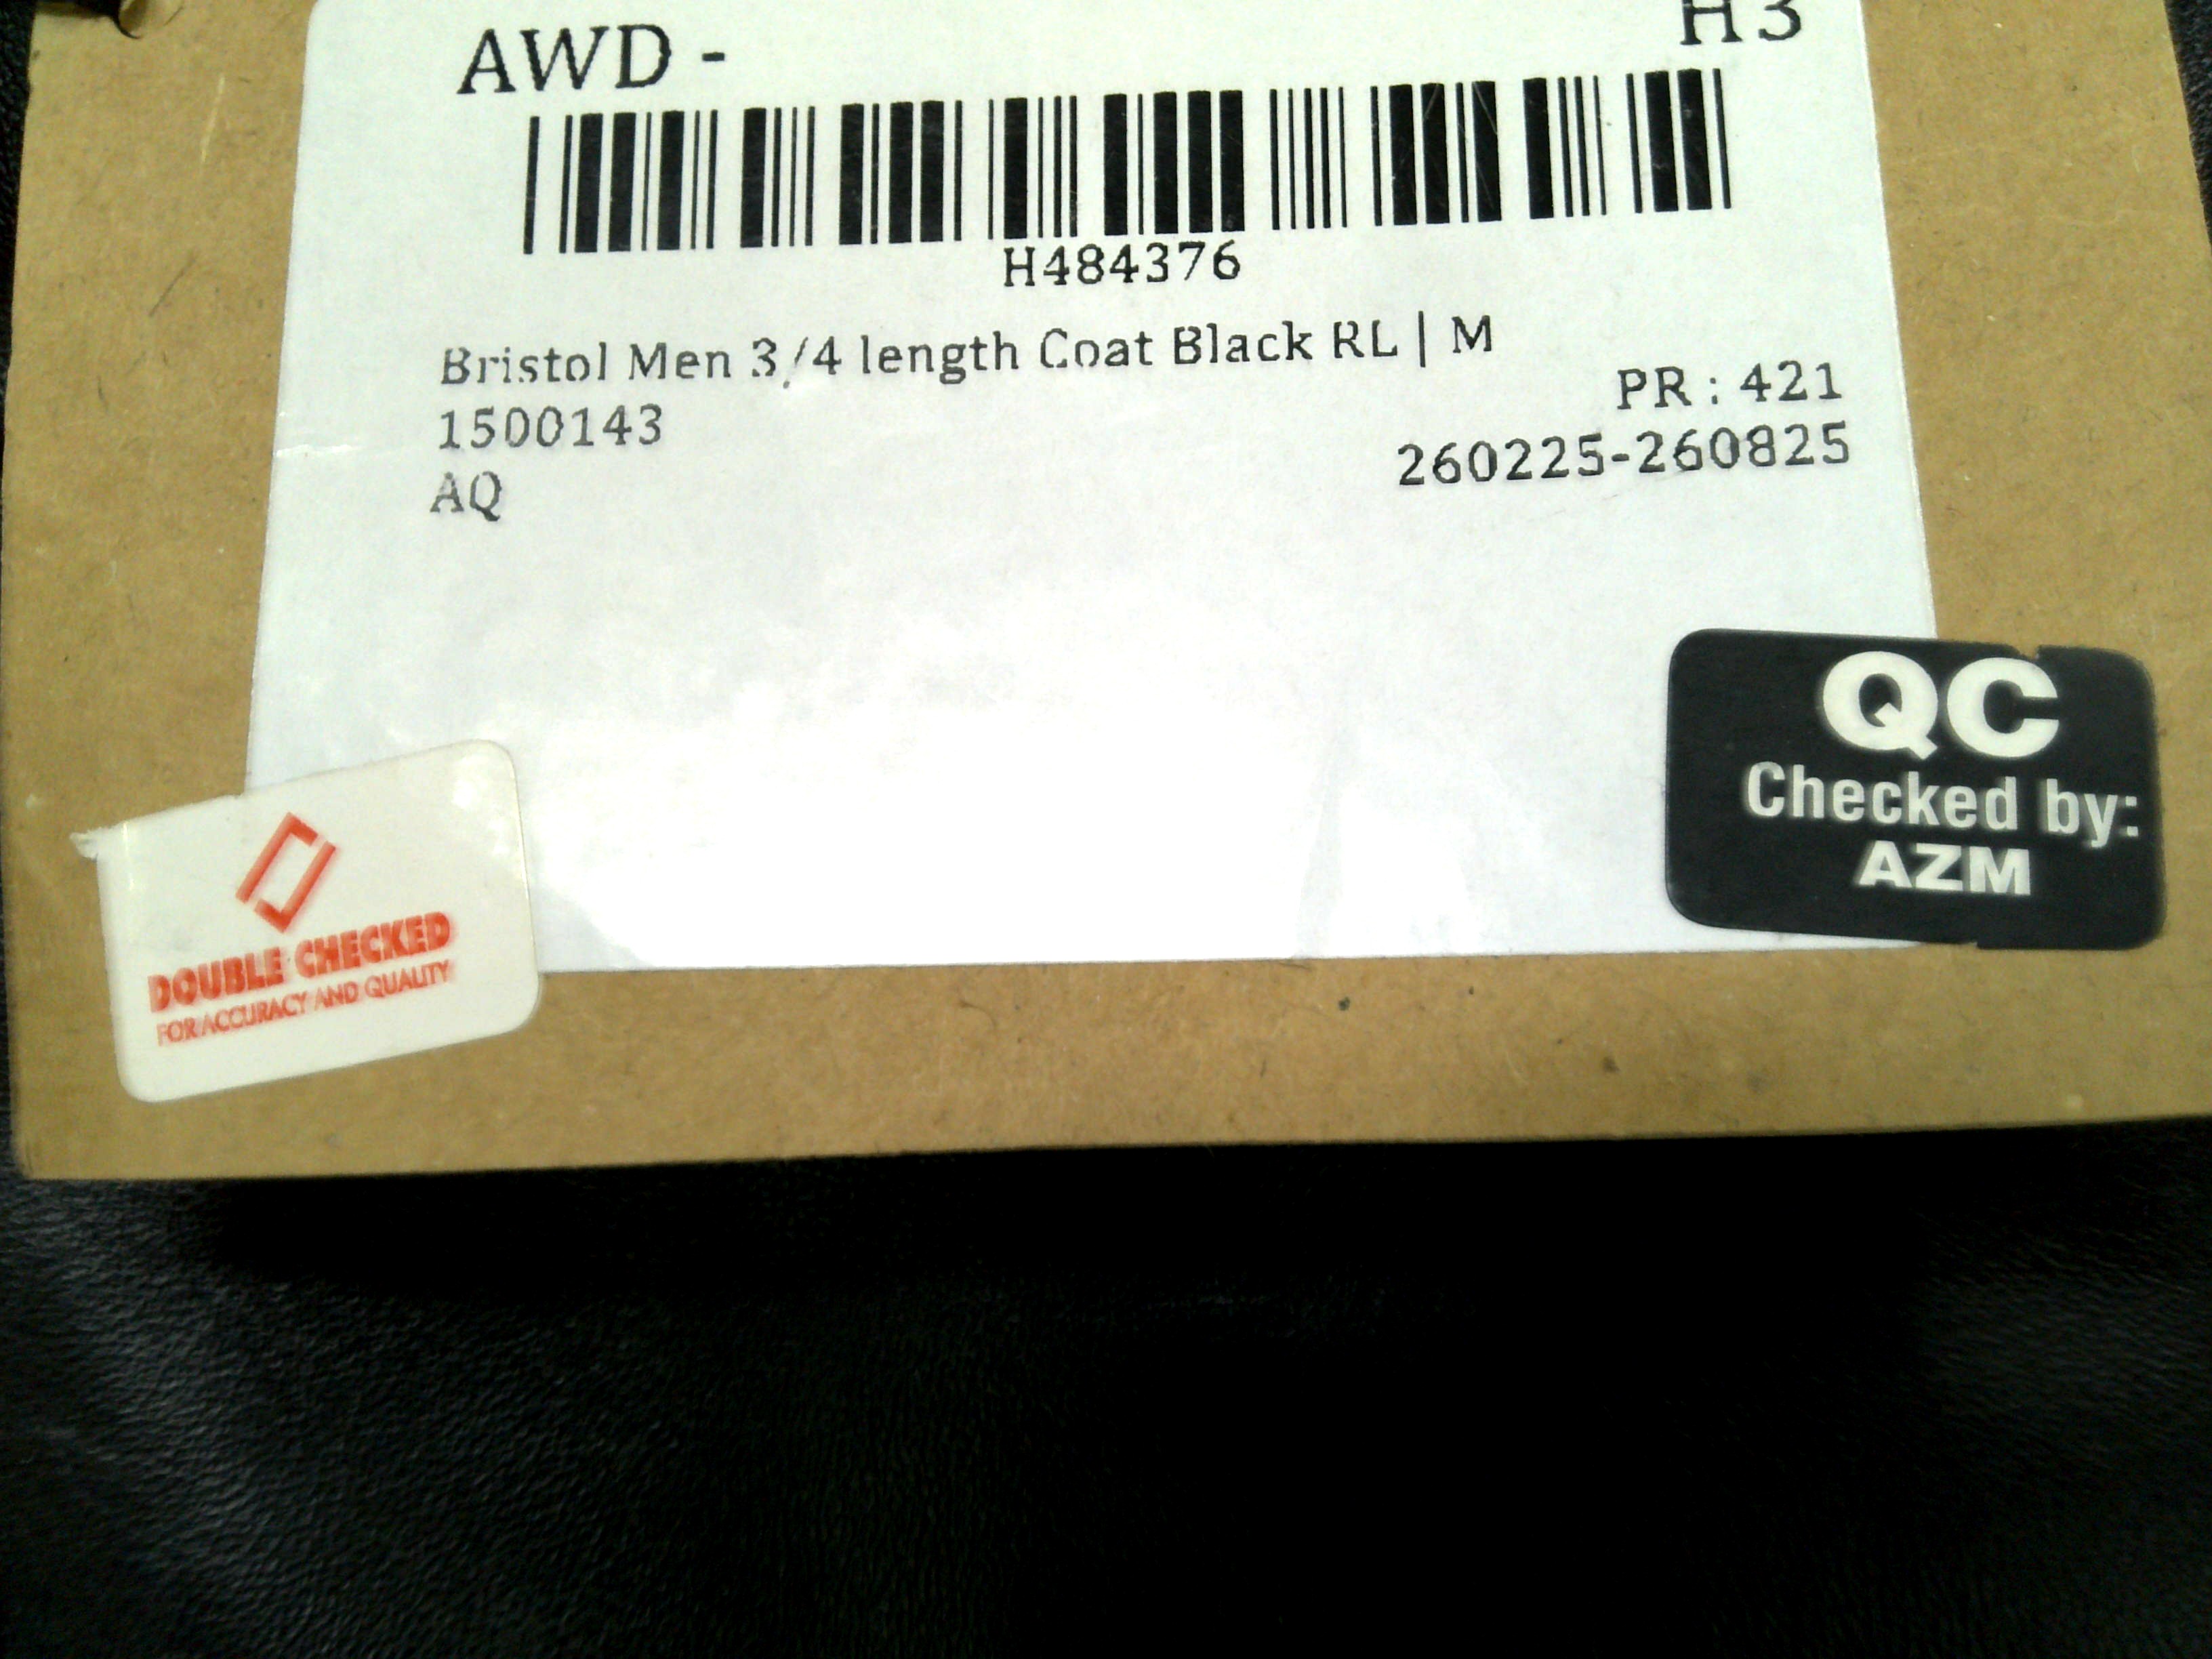 AWD -
H3
H484376
Bristol Men 3/4 length Coat Black RL | M
PR : 421
1500143
260225-260825
AQ
QC
Checked by:
AZM
DOUBLE CHECKED
FOR ACCURACY AND QUALITY